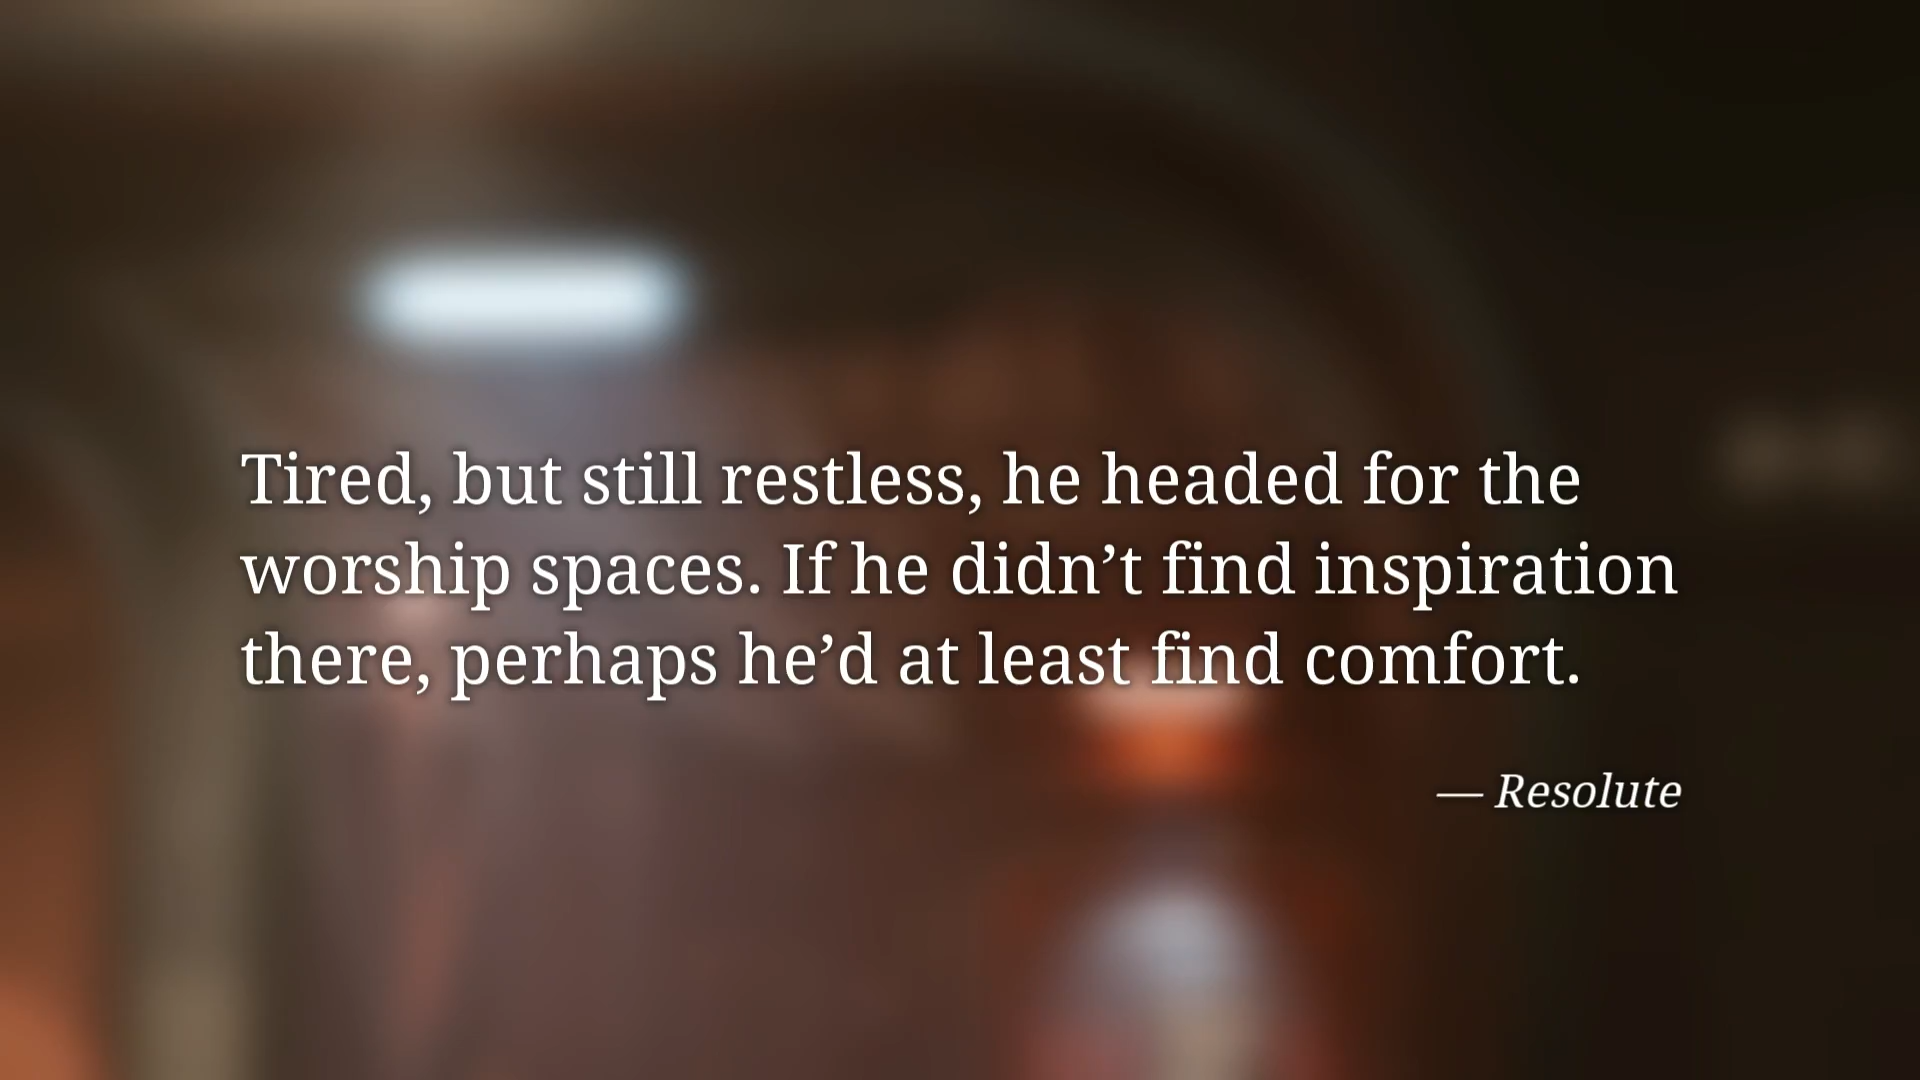 Tired, but still restless, he headed for the
worship spaces. If he didn’t find inspiration
there, perhaps he’d at least find comfort.
— Resolute